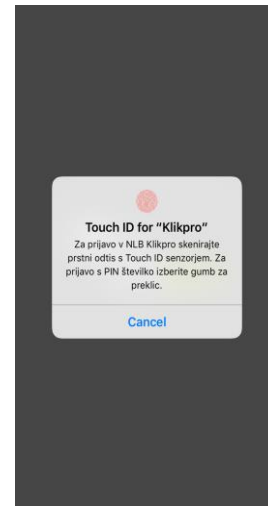 Touch ID for “Klikpro”
Za prijavo v NLB Klikpro skenirajte
prstni odtis s Touch ID senzorjem. Za
prijavo s PIN številko izberite gumb za
preklic.
Cancel